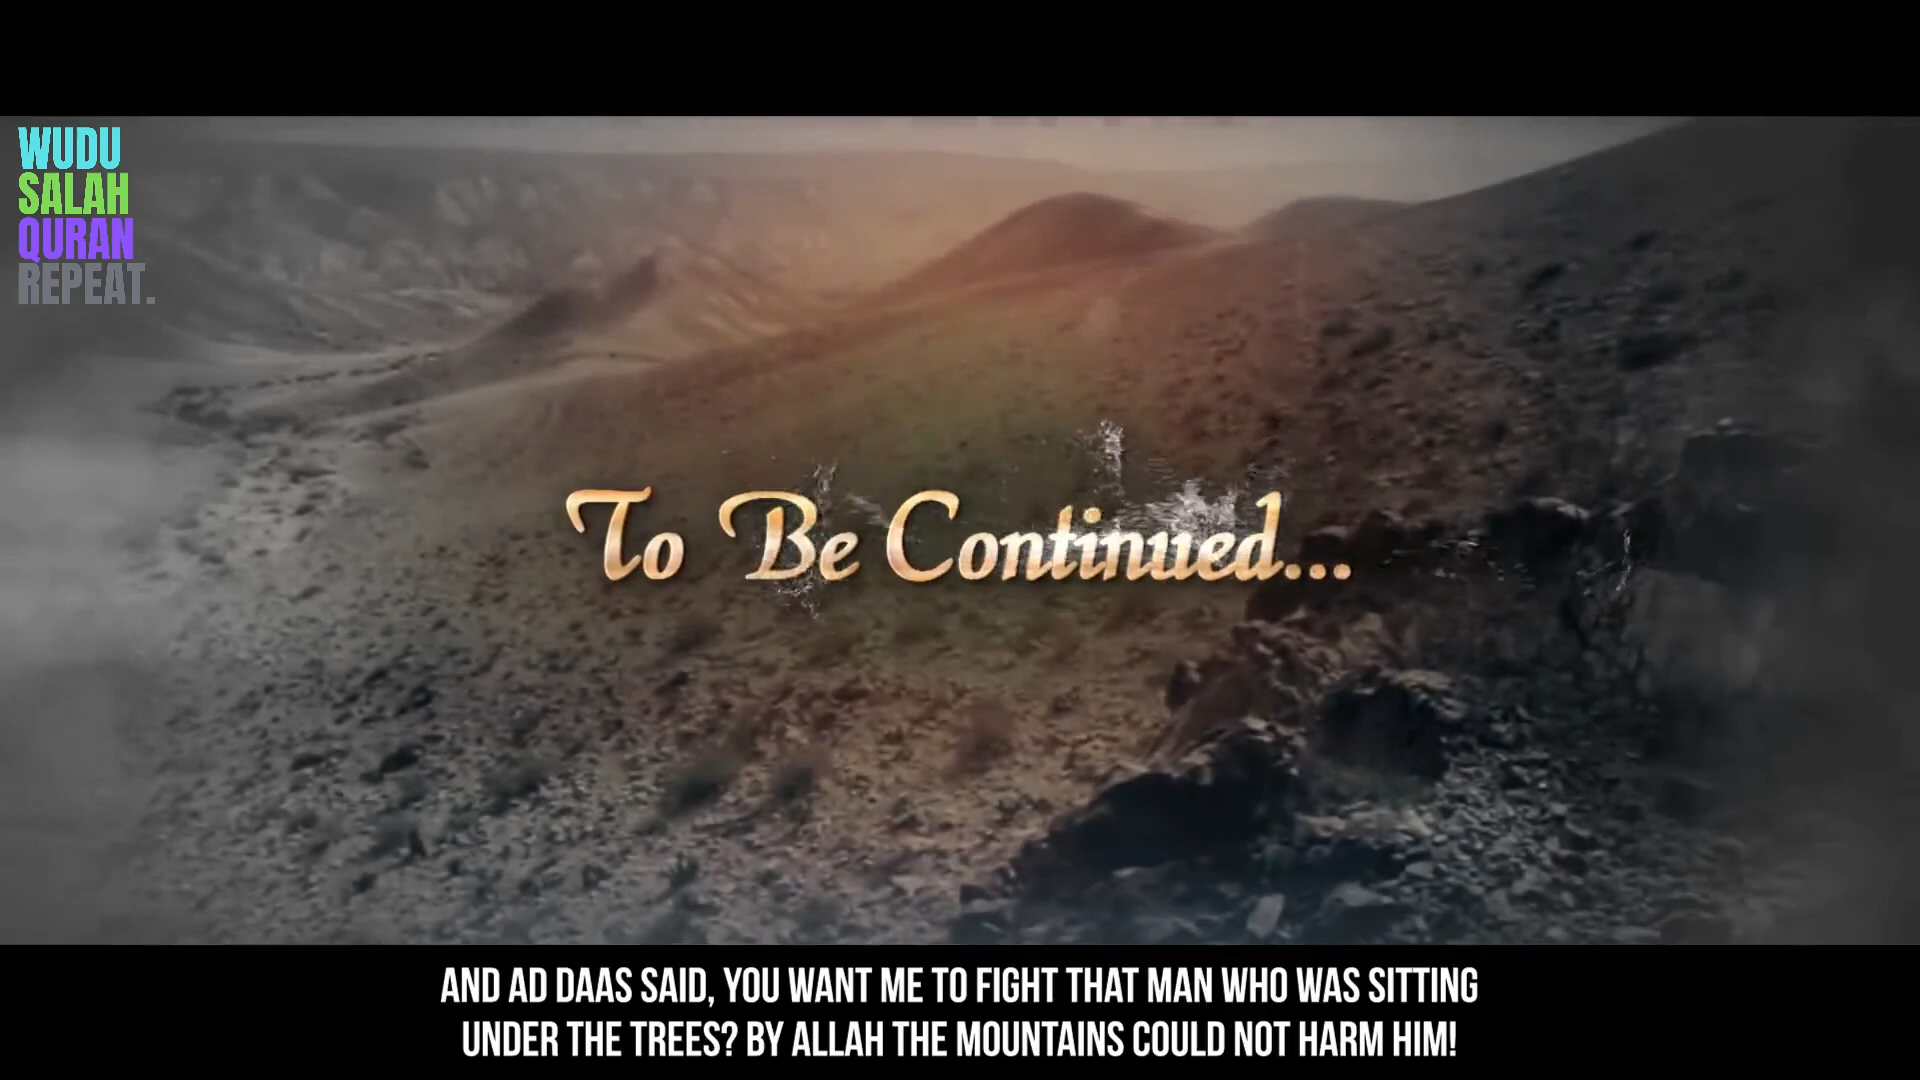 WUDU
SALAH
QURAN
REPEAT.
To Be Continued...
AND AD DAAS SAID, YOU WANT ME TO FIGHT THAT MAN WHO WAS SITTING
UNDER THE TREES? BY ALLAH THE MOUNTAINS COULD NOT HARM HIM!